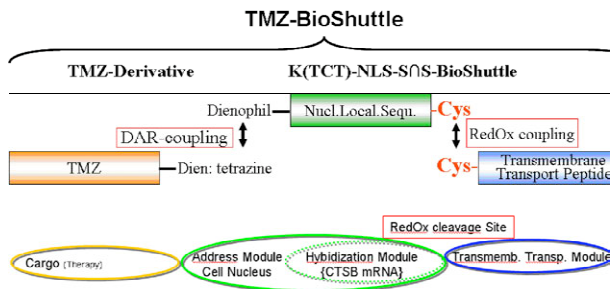 TMZ-BioShuttle
TMZ-Derivative
K(TCT)-NLS-S∩S-BioShuttle
Dienophil
Nucl.Local.Sequ.
-Cys
DAR-coupling
RedOx coupling
TMZ
Dien: tetrazine
Cys-
Transmembrane
Transport Peptide
RedOx cleavage Site
Cargo (Therapy)
Address Module
Cell Nucleus
Hybidization Module
{CTSB mRNA}
Transmemb. Transp. Module